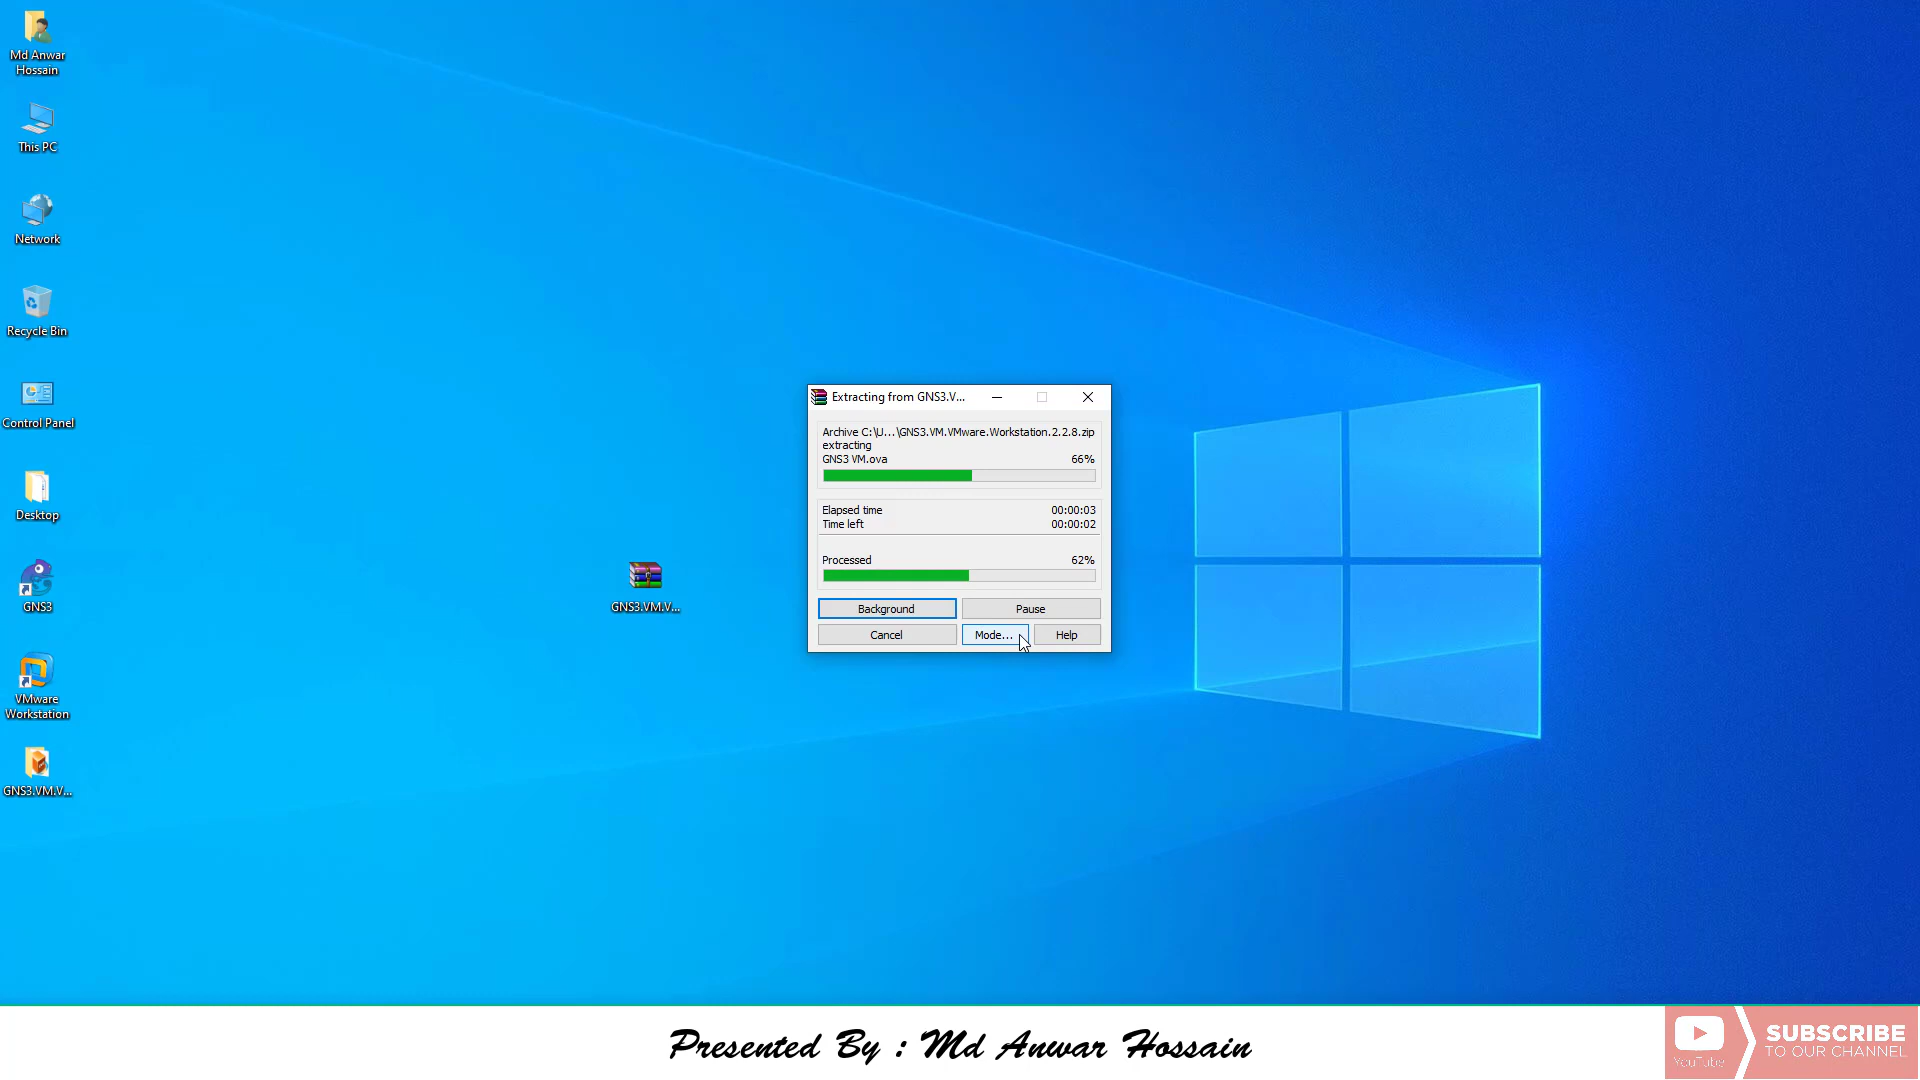 Md Anwar
Hossain
This PC
Network
Recycle Bin
Control Panel
Desktop
GNS3
VMware
Workstation
GNS3.VM.V...
GNS3.VM.V...
Extracting from GNS3.V...
Archive C:\U...\GNS3.VM.VMware.Workstation.2.2.8.zip
extracting
GNS3 VM.ova 66%
Elapsed time 00:00:03
Time left 00:00:02
Processed 62%
Background Pause
Cancel Mode... Help
Presented By : Md Anwar Hossain
YouTube
SUBSCRIBE
TO OUR CHANNEL